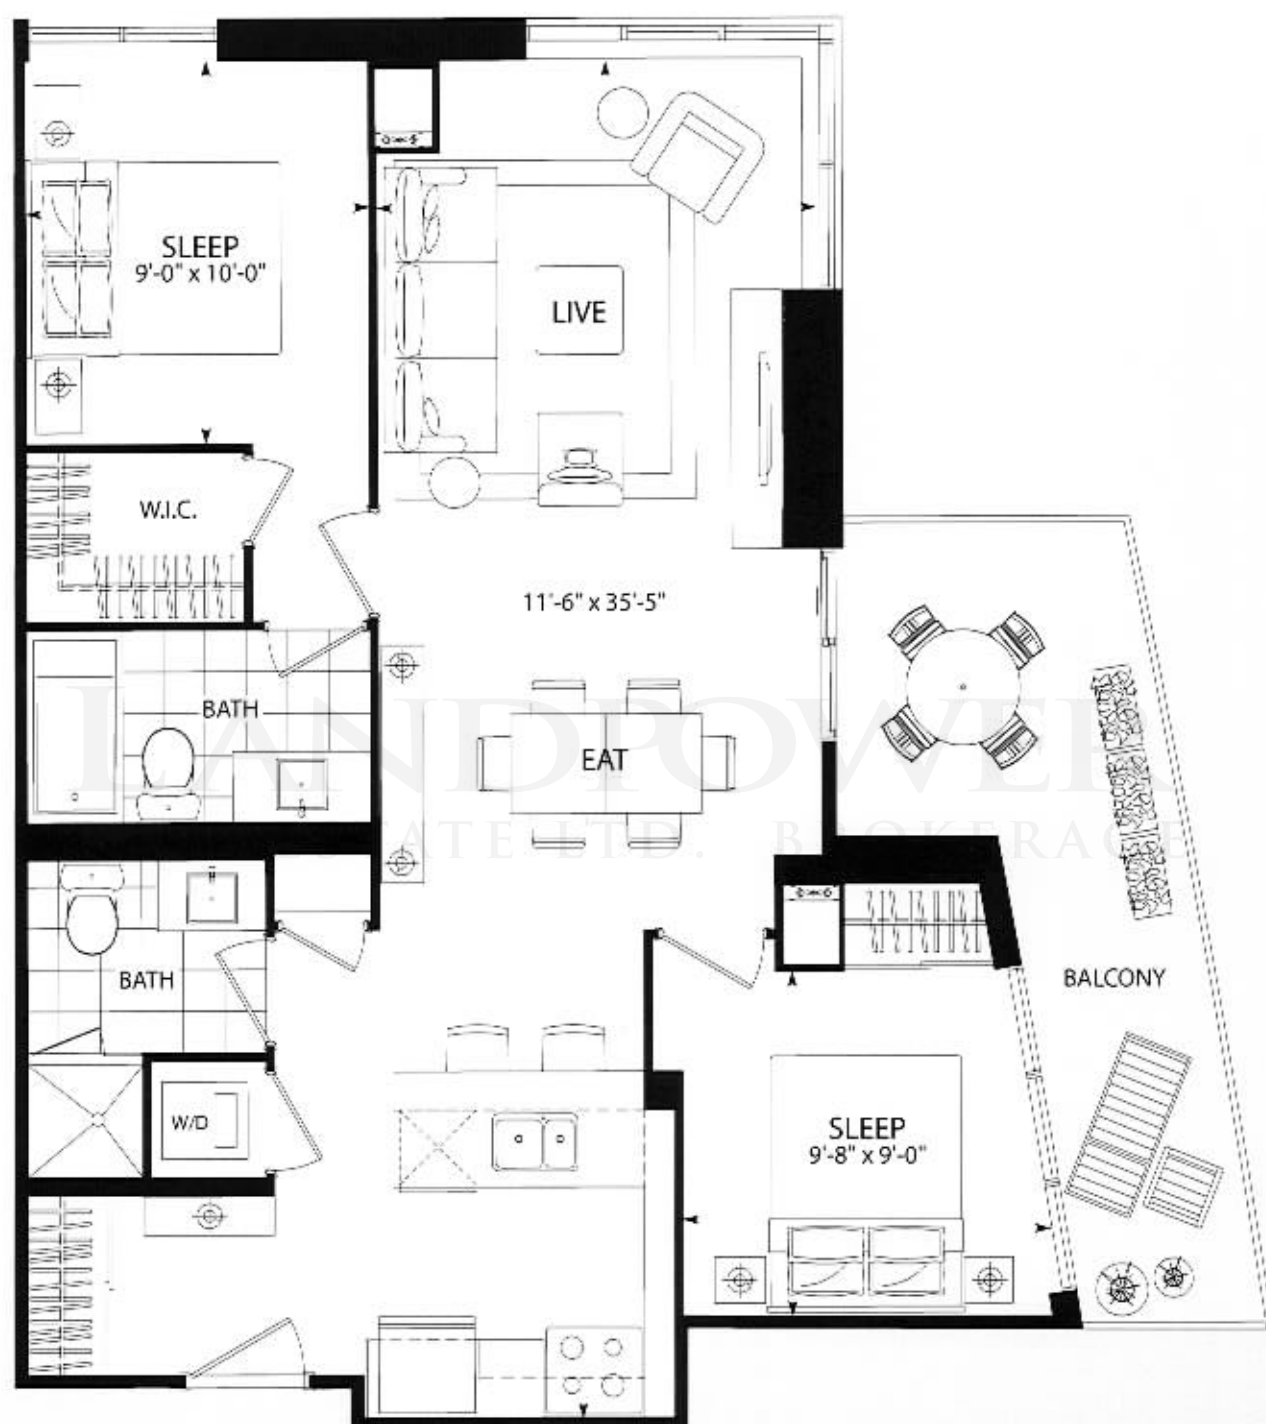 SLEEP
9'-0" x 10'-0"
LIVE
W.I.C.
11'-6" x 35'-5"
BATH
LANDPOWER
EAT
ESTATE LTD. BROKERAGE
BATH
BALCONY
W/D
SLEEP
9'-8" x 9'-0"